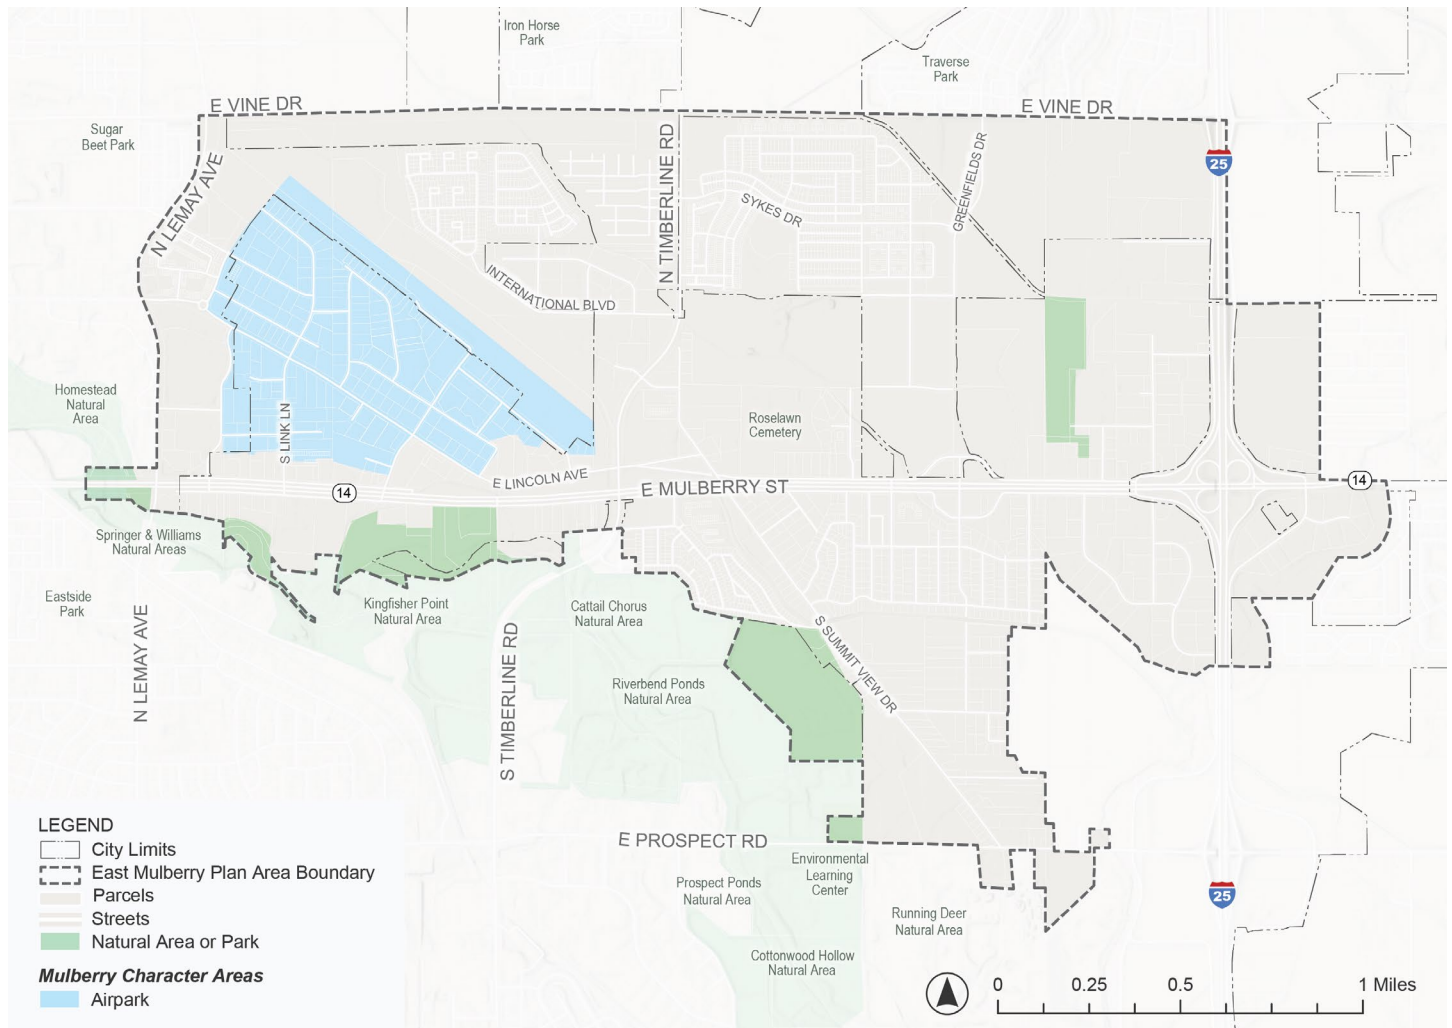 Iron Horse
Park
Traverse
Park
E VINE DR
E VINE DR
Sugar
Beet Park
N LEMAY AVE
N TIMBERLINE RD
GREENFIELDS DR
25
SYKES DR
INTERNATIONAL BLVD
Homestead
Natural
Area
S LINK LN
Roselawn
Cemetery
E LINCOLN AVE
E MULBERRY ST
14
14
Springer & Williams
Natural Areas
Eastside
Park
Kingfisher Point
Natural Area
Cattail Chorus
Natural Area
N LEMAY AVE
S TIMBERLINE RD
S SUMMIT VIEW DR
Riverbend Ponds
Natural Area
E PROSPECT RD
Environmental
Learning
Center
Prospect Ponds
Natural Area
Running Deer
Natural Area
25
Cottonwood Hollow
Natural Area
LEGEND
City Limits
East Mulberry Plan Area Boundary
Parcels
Streets
Natural Area or Park
Mulberry Character Areas
Airpark
0 0.25 0.5 1 Miles